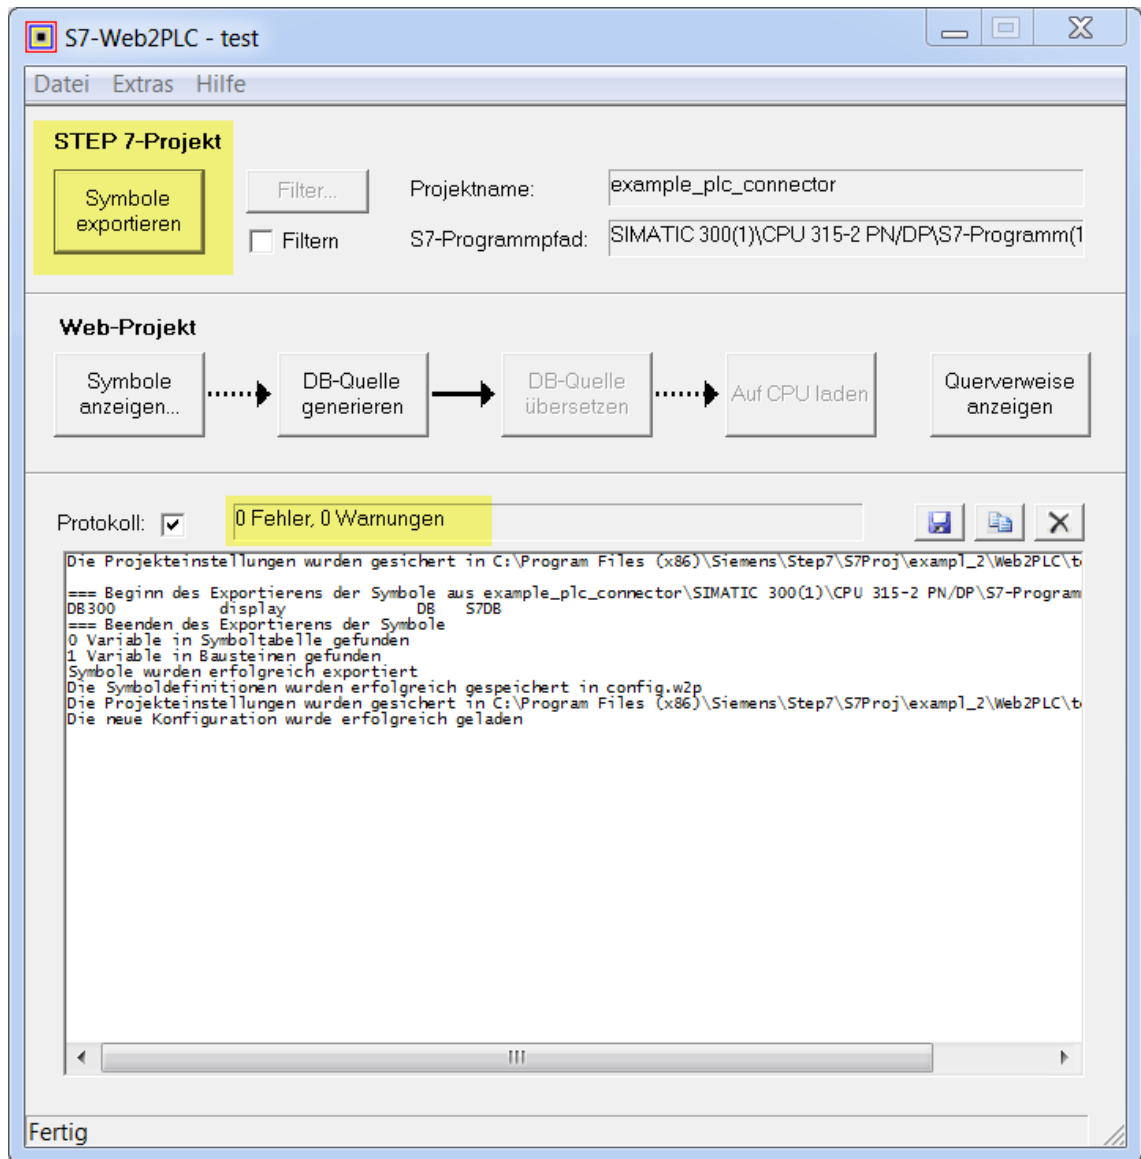 S7-Web2PLC - test
Datei Extras Hilfe
STEP 7-Projekt
Symbole
exportieren
Filter...
Filtern
Projektname:
example_plc_connector
S7-Programmpfad:
SIMATIC 300(1)\CPU 315-2 PN/DP\S7-Programm(1
Web-Projekt
Symbole
anzeigen...
DB-Quelle
generieren
DB-Quelle
übersetzen
Auf CPU laden
Querverweise
anzeigen
Protokoll:
0 Fehler, 0 Warnungen
Die Projekteinstellungen wurden gesichert in C:\Program Files (x86)\Siemens\Step7\S7Proj\exampl_2\Web2PLC\t
=== Beginn des Exportierens der Symbole aus example_plc_connector\SIMATIC 300(1)\CPU 315-2 PN/DP\S7-Program
DB300 display DB S7DB
=== Beenden des Exportierens der Symbole
0 Variable in Symboltabelle gefunden
1 Variable in Bausteinen gefunden
Symbole wurden erfolgreich exportiert
Die Symboldefinitionen wurden erfolgreich gespeichert in config.w2p
Die Projekteinstellungen wurden gesichert in C:\Program Files (x86)\Siemens\Step7\S7Proj\exampl_2\Web2PLC\t
Die neue Konfiguration wurde erfolgreich geladen
Fertig